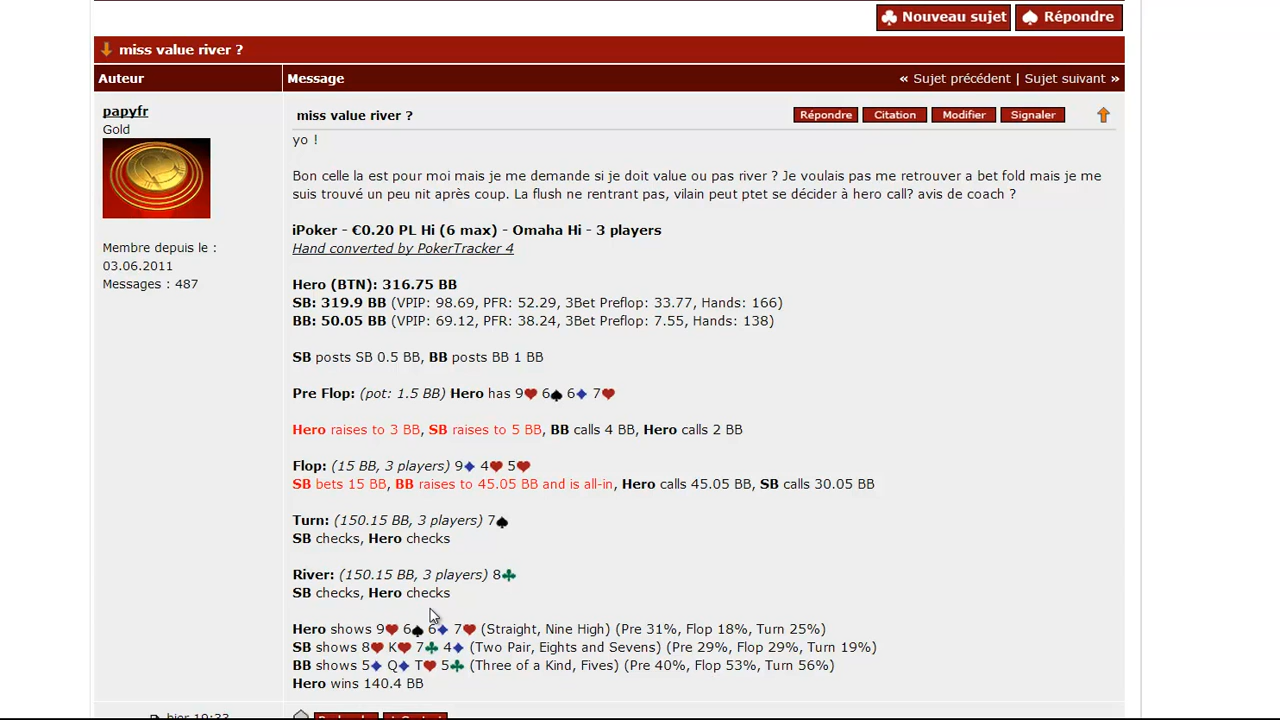 Nouveau sujet Répondre
miss value river ?
Auteur Message « Sujet précédent | Sujet suivant »
papyfr
Gold
Membre depuis le :
03.06.2011
Messages : 487
miss value river ? Répondre Citation Modifier Signaler
yo !
Bon celle la est pour moi mais je me demande si je doit value ou pas river ? Je voulais pas me retrouver a bet fold mais je me
suis trouvé un peu nit après coup. La flush ne rentrant pas, vilain peut ptet se décider à hero call? avis de coach ?
iPoker - €0.20 PL Hi (6 max) - Omaha Hi - 3 players
Hand converted by PokerTracker 4
Hero (BTN): 316.75 BB
SB: 319.9 BB (VPIP: 98.69, PFR: 52.29, 3Bet Preflop: 33.77, Hands: 166)
BB: 50.05 BB (VPIP: 69.12, PFR: 38.24, 3Bet Preflop: 7.55, Hands: 138)
SB posts SB 0.5 BB, BB posts BB 1 BB
Pre Flop: (pot: 1.5 BB) Hero has 9♥ 6♠ 6♦ 7♥
Hero raises to 3 BB, SB raises to 5 BB, BB calls 4 BB, Hero calls 2 BB
Flop: (15 BB, 3 players) 9♦ 4♥ 5♥
SB bets 15 BB, BB raises to 45.05 BB and is all-in, Hero calls 45.05 BB, SB calls 30.05 BB
Turn: (150.15 BB, 3 players) 7♠
SB checks, Hero checks
River: (150.15 BB, 3 players) 8♣
SB checks, Hero checks
Hero shows 9♥ 6♠ 6♦ 7♥ (Straight, Nine High) (Pre 31%, Flop 18%, Turn 25%)
SB shows 8♥ K♥ 7♣ 4♦ (Two Pair, Eights and Sevens) (Pre 29%, Flop 29%, Turn 19%)
BB shows 5♦ Q♦ T♥ 5♣ (Three of a Kind, Fives) (Pre 40%, Flop 53%, Turn 56%)
Hero wins 140.4 BB